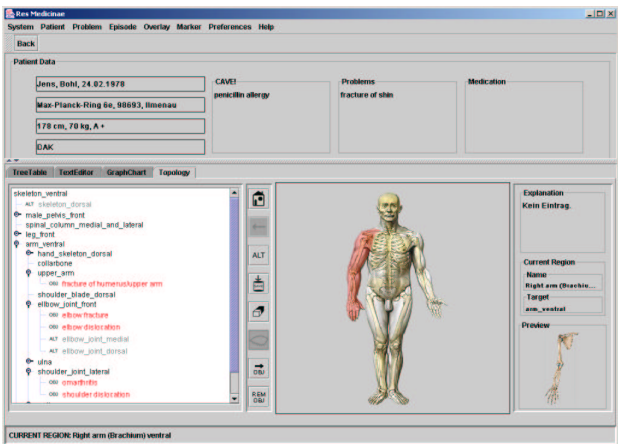 Res Medicinae
System Patient Problem Episode Overlay Marker Preferences Help
Back
Patient Data
Jens, Bohl, 24.02.1978
Max-Planck-Ring 6e, 98693, Ilmenau
178 cm, 70 kg, A +
DAK
CAVE!
penicillin allergy
Problems
fracture of shin
Medication
TreeTable TextEditor GraphChart Topology
skeleton_ventral
ALT skeleton_dorsal
male_pelvis_front
spinal_column_medial_and_lateral
leg_front
arm_ventral
hand_skeleton_dorsal
collarbone
upper_arm
OBJ fracture of humerus/upper arm
shoulder_blade_dorsal
ellbow_joint_front
OBJ elbow fracture
OBJ elbow dislocation
ALT ellbow_joint_medial
ALT ellbow_joint_dorsal
ulna
shoulder_joint_lateral
OBJ omarthritis
OBJ shoulder dislocation
ALT
OBJ
REM
OBJ
Explanation
Kein Eintrag.
Current Region
Name
Right arm (Brachiu...
Target
arm_ventral
Preview
CURRENT REGION: Right arm (Brachium) ventral